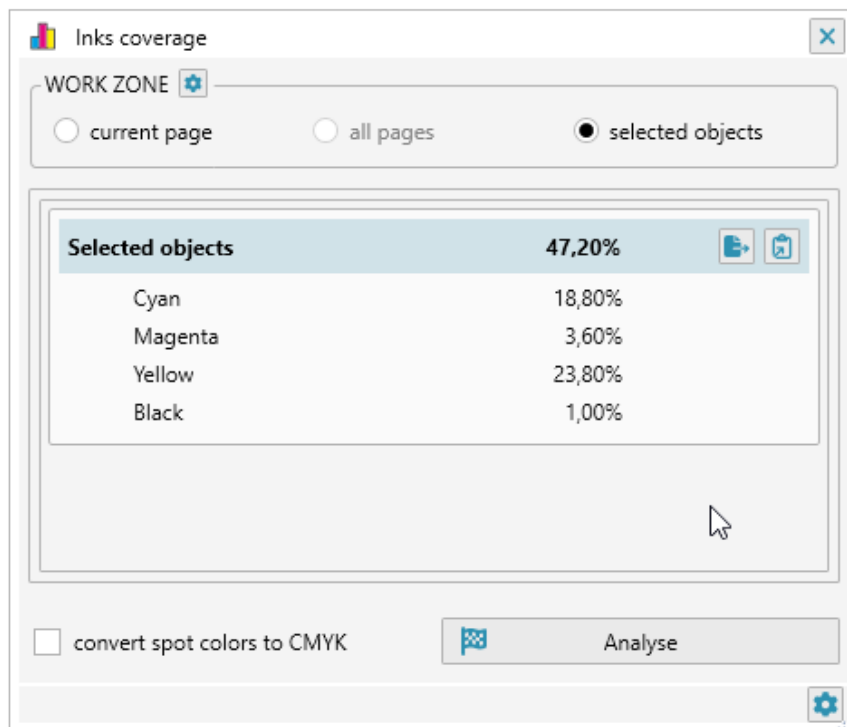 Inks coverage
WORK ZONE
current page all pages selected objects
Selected objects 47,20%
Cyan 18,80%
Magenta 3,60%
Yellow 23,80%
Black 1,00%
convert spot colors to CMYK Analyse